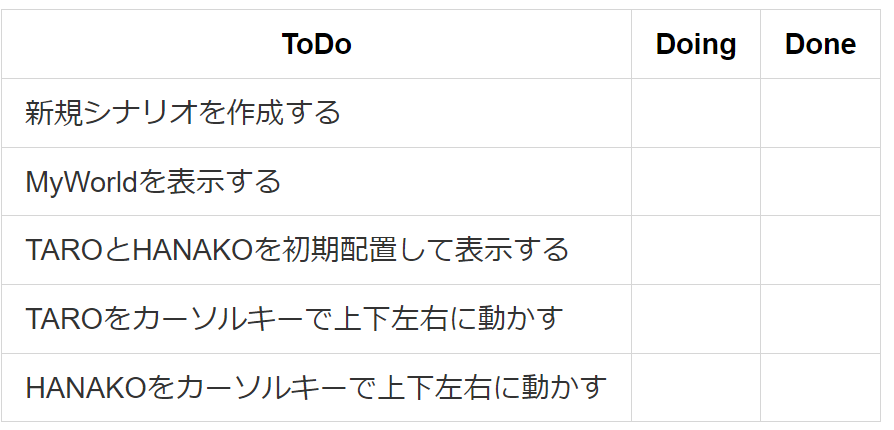 ToDo Doing Done
新規シナリオを作成する
MyWorldを表示する
TAROとHANAKOを初期配置して表示する
TAROをカーソルキーで上下左右に動かす
HANAKOをカーソルキーで上下左右に動かす